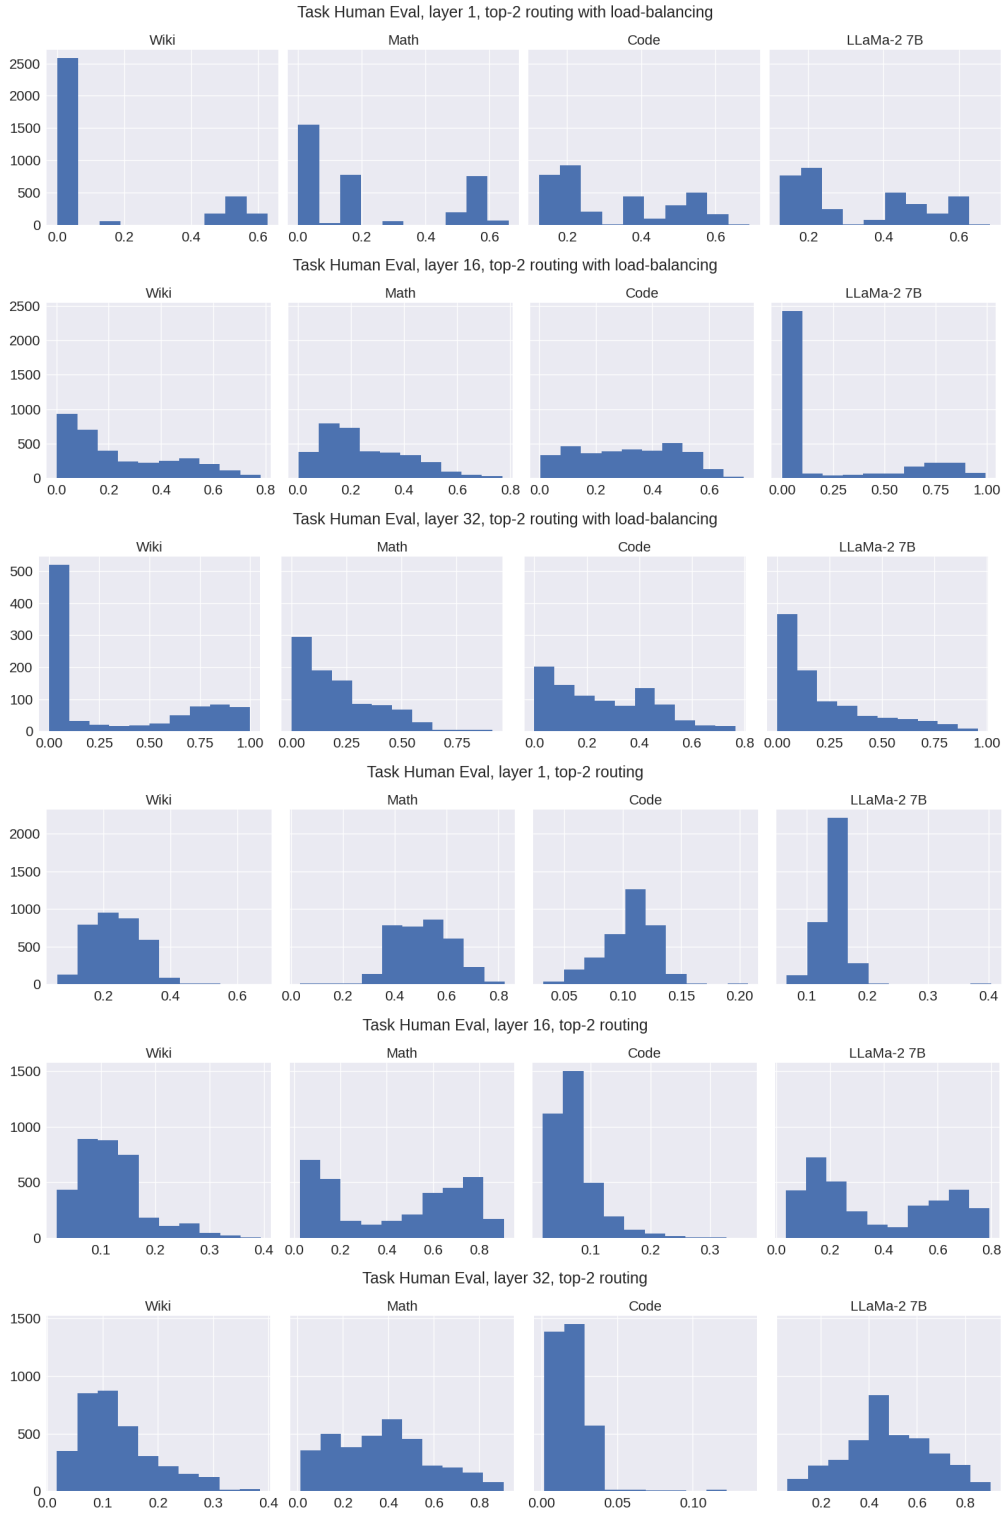 Task Human Eval, layer 1, top-2 routing with load-balancing
Wiki Math Code LLaMa-2 7B
2500
2000
1500
1000
500
0
0.0 0.2 0.4 0.6 0.0 0.2 0.4 0.6 0.2 0.4 0.6 0.2 0.4 0.6
Task Human Eval, layer 16, top-2 routing with load-balancing
Wiki Math Code LLaMa-2 7B
2500
2000
1500
1000
500
0
0.0 0.2 0.4 0.6 0.8 0.0 0.2 0.4 0.6 0.8 0.0 0.2 0.4 0.6 0.00 0.25 0.50 0.75 1.00
Task Human Eval, layer 32, top-2 routing with load-balancing
Wiki Math Code LLaMa-2 7B
500
400
300
200
100
0
0.00 0.25 0.50 0.75 1.00 0.00 0.25 0.50 0.75 0.0 0.2 0.4 0.6 0.8 0.00 0.25 0.50 0.75 1.00
Task Human Eval, layer 1, top-2 routing
Wiki Math Code LLaMa-2 7B
2000
1500
1000
500
0
0.2 0.4 0.6 0.0 0.2 0.4 0.6 0.8 0.05 0.10 0.15 0.20 0.1 0.2 0.3 0.4
Task Human Eval, layer 16, top-2 routing
Wiki Math Code LLaMa-2 7B
1500
1000
500
0
0.1 0.2 0.3 0.4 0.0 0.2 0.4 0.6 0.8 0.1 0.2 0.3 0.0 0.2 0.4 0.6 0.8
Task Human Eval, layer 32, top-2 routing
Wiki Math Code LLaMa-2 7B
1500
1000
500
0
0.0 0.1 0.2 0.3 0.4 0.0 0.2 0.4 0.6 0.8 0.00 0.05 0.10 0.2 0.4 0.6 0.8